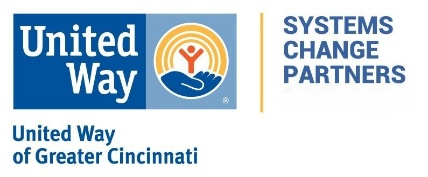 United
Way
®
United Way
of Greater Cincinnati
SYSTEMS
CHANGE
PARTNERS